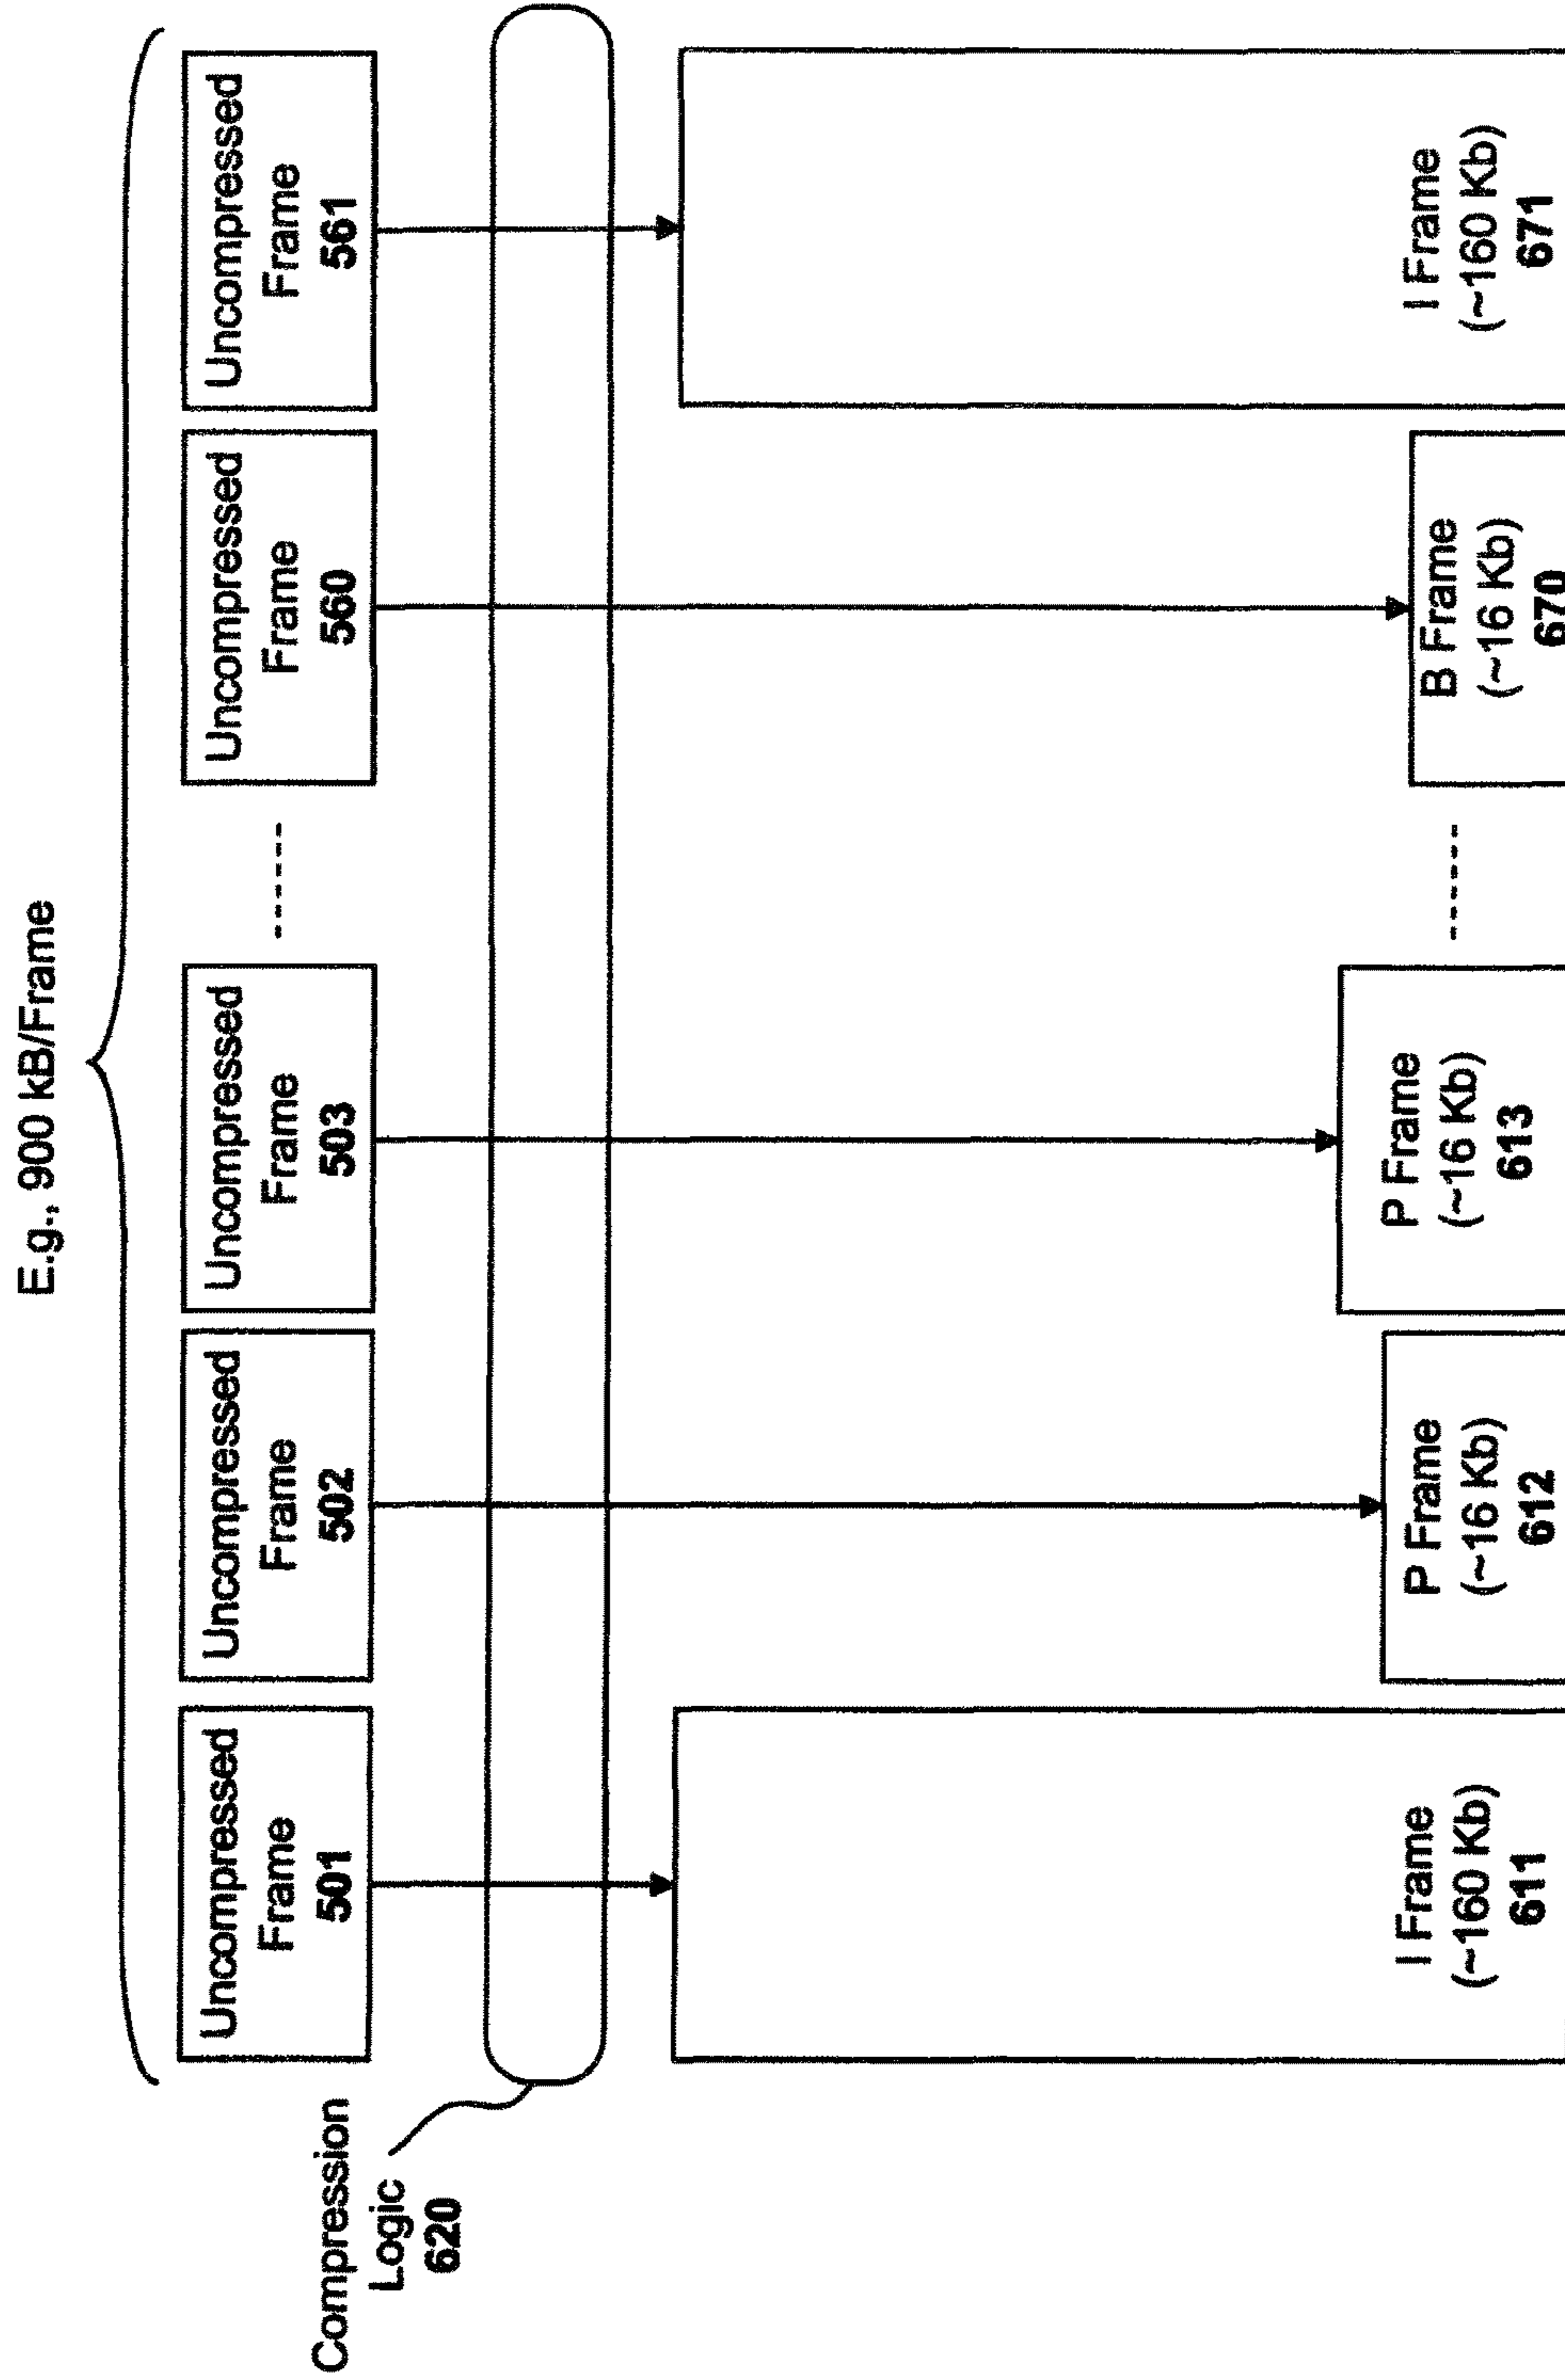 E.g., 900 kB/Frame
Uncompressed
Frame
501
Uncompressed
Frame
502
Uncompressed
Frame
503
Uncompressed
Frame
560
Uncompressed
Frame
561
Compression
Logic
620
I Frame
(~160 Kb)
611
P Frame
(~16 Kb)
612
P Frame
(~16 Kb)
613
B Frame
(~16 Kb)
670
I Frame
(~160 Kb)
671